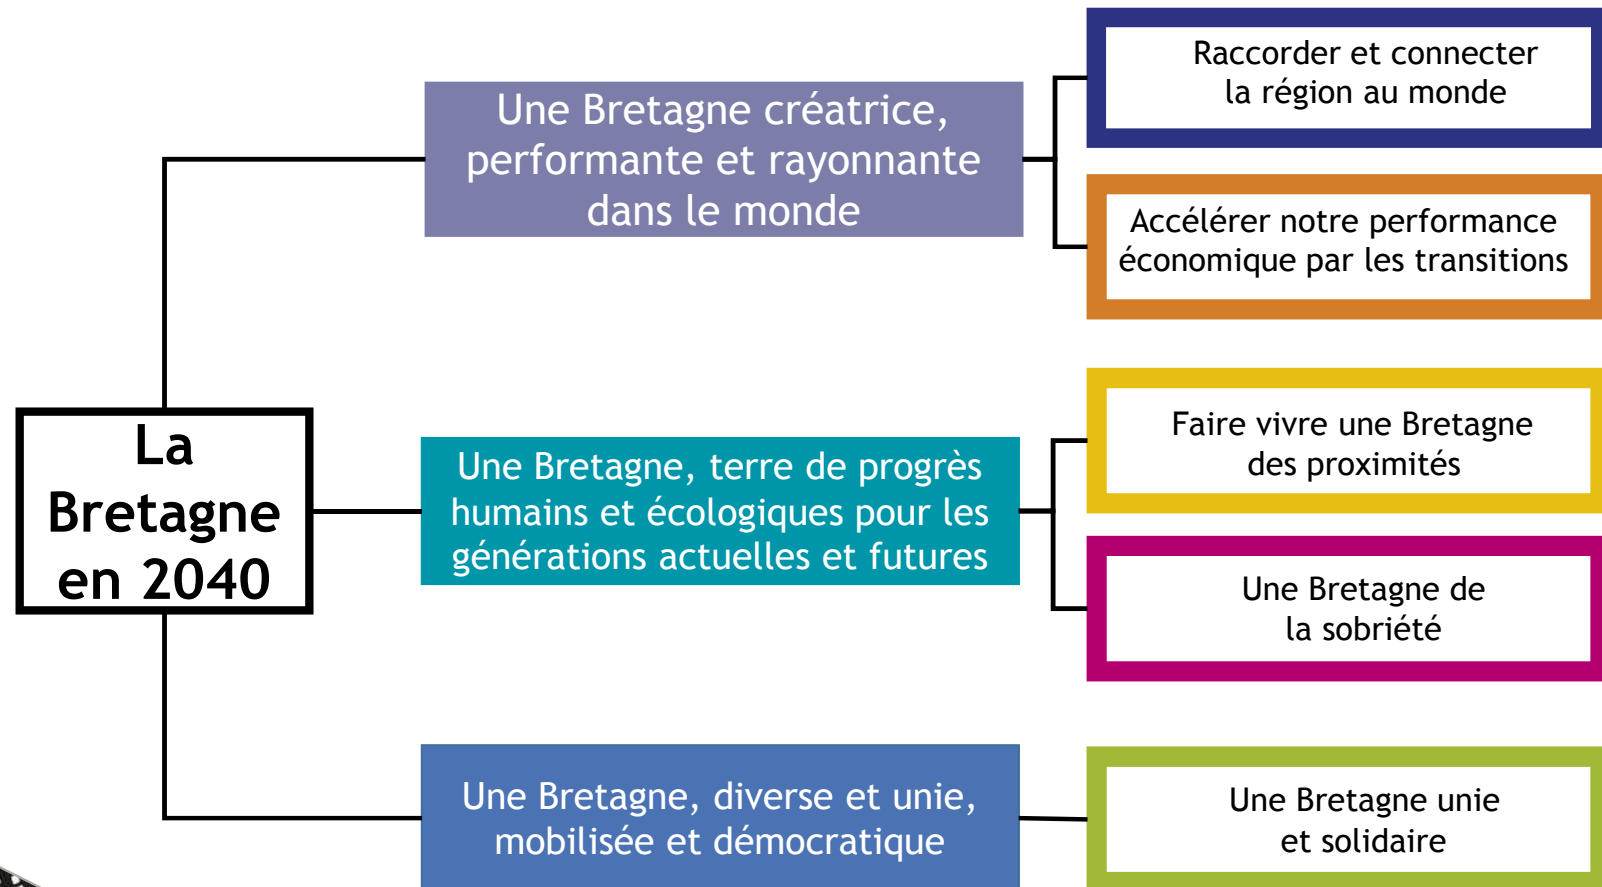 Raccorder et connecter
la région au monde
Une Bretagne créatrice,
performante et rayonnante
dans le monde
Accélérer notre performance
économique par les transitions
La
Bretagne
en 2040
Une Bretagne, terre de progrès
humains et écologiques pour les
générations actuelles et futures
Faire vivre une Bretagne
des proximités
Une Bretagne de
la sobriété
Une Bretagne, diverse et unie,
mobilisée et démocratique
Une Bretagne unie
et solidaire